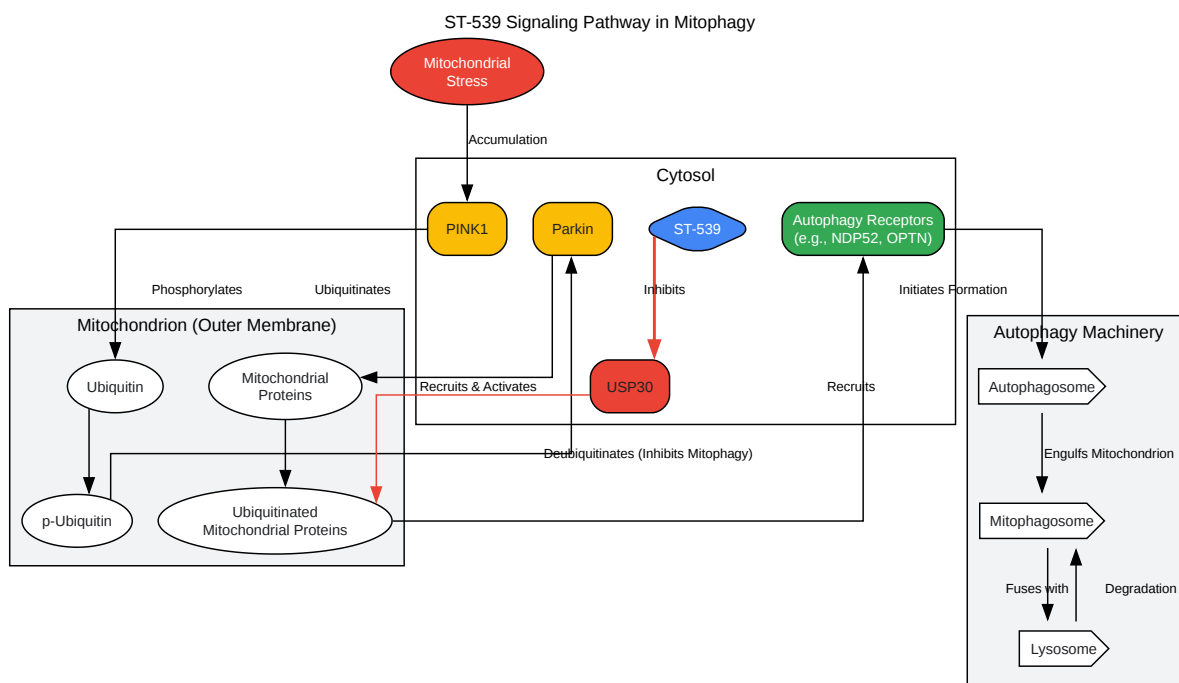 ST-539 Signaling Pathway in Mitophagy
Mitochondrial
Stress
Accumulation
Cytosol
PINK1
Parkin
ST-539
Autophagy Receptors
(e.g., NDP52, OPTN)
Phosphorylates
Ubiquitinates
Inhibits
Initiates Formation
Mitochondrion (Outer Membrane)
Autophagy Machinery
Ubiquitin
Mitochondrial
Proteins
Recruits & Activates
USP30
Recruits
Autophagosome
Deubiquitinates (Inhibits Mitophagy)
Engulfs Mitochondrion
p-Ubiquitin
Ubiquitinated
Mitochondrial Proteins
Mitophagosome
Fuses with
Degradation
Lysosome